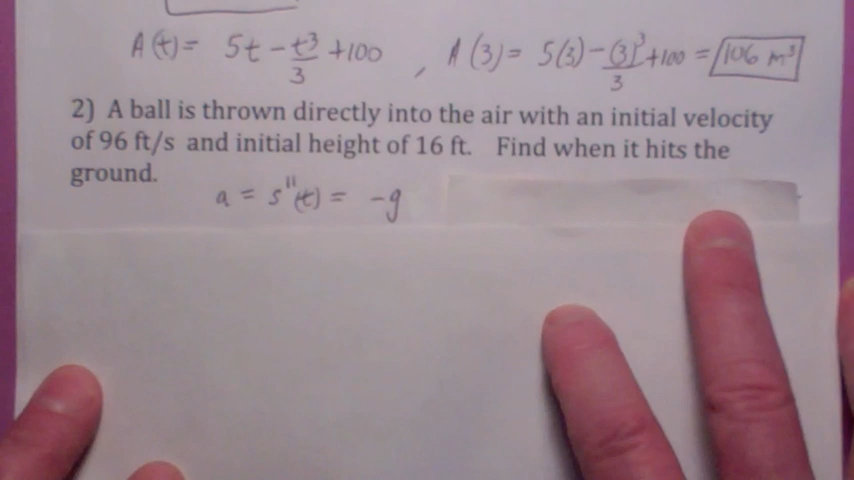 A(t) = 5t - t³/3 + 100 , A(3) = 5(3) - (3)³/3 + 100 = 106 m³
2) A ball is thrown directly into the air with an initial velocity
of 96 ft/s and initial height of 16 ft. Find when it hits the
ground.
a = s"(t) = -g